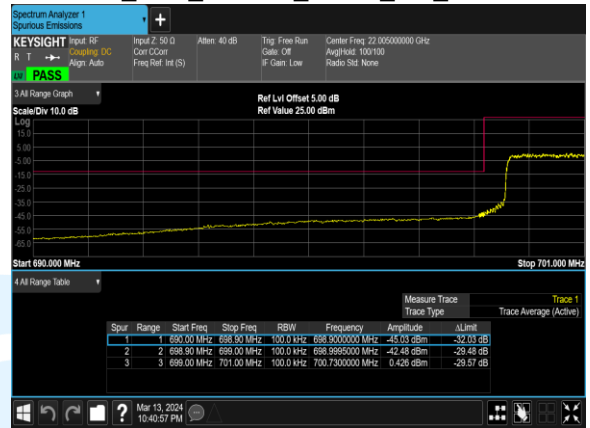 Spectrum Analyzer 1
Spurious Emissions
KEYSIGHT Input: RF Input Z: 50 Ω Atten: 40 dB Trig: Free Run Center Freq: 22.005000000 GHz
R T Coupling: DC Corr CCorr Gate: Off Avg|Hold: 100/100
Align: Auto Freq Ref: Int (S) IF Gain: Low Radio Std: None
PASS
3 All Range Graph
Ref Lvl Offset 5.00 dB
Scale/Div 10.0 dB Ref Value 25.00 dBm
Log
15.0
5.00
-5.00
-15.0
-25.0
-35.0
-45.0
-55.0
-65.0
Start 690.000 MHz Stop 701.000 MHz
4 All Range Table
Measure Trace Trace 1
Trace Type Trace Average (Active)
Spur Range Start Freq Stop Freq RBW Frequency Amplitude ΔLimit
1 1 690.00 MHz 698.90 MHz 100.0 kHz 698.9000000 MHz -45.03 dBm -32.03 dB
2 2 698.90 MHz 699.00 MHz 100.0 kHz 698.9995000 MHz -42.48 dBm -29.48 dB
3 3 699.00 MHz 701.00 MHz 100.0 kHz 700.7300000 MHz 0.426 dBm -29.57 dB
? Mar 13, 2024
10:40:57 PM